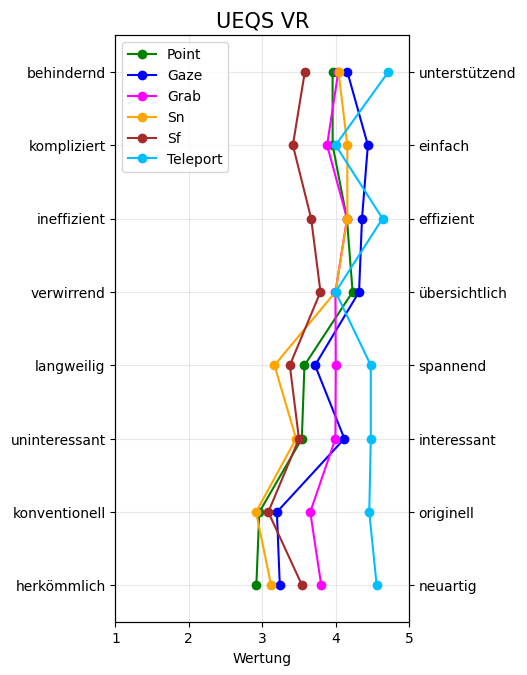 UEQS VR
Point
Gaze
Grab
Sn
Sf
Teleport
behindernd unterstützend
kompliziert einfach
ineffizient effizient
verwirrend übersichtlich
langweilig spannend
uninteressant interessant
konventionell originell
herkömmlich neuartig
1 2 3 4 5
Wertung